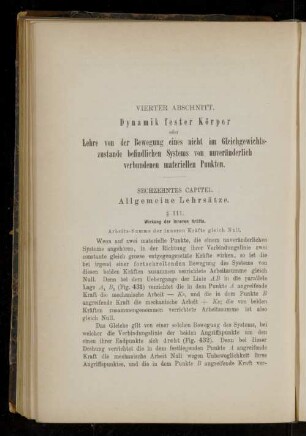 VIERTER ABSCHNITT.
Dynamik fester Körper
oder
Lehre von der Bewegung eines nicht im Gleichgewichts-
zustande befindlichen Systems von unveränderlich
verbundenen materiellen Punkten.
SECHZEHNTES CAPITEL.
Allgemeine Lehrsätze.
§ 111.
Wirkung der inneren Kräfte.
Arbeits-Summe der inneren Kräfte gleich Null.
Wenn auf zwei materielle Punkte, die einem unveränderlichen
Systeme angehören, in der Richtung ihrer Verbindungslinie zwei
constante gleich grosse entgegengesetzte Kräfte wirken, so ist die
bei irgend einer fortschreitenden Bewegung des Systems von
diesen beiden Kräften zusammen verrichtete Arbeitssumme gleich
Null. Denn bei dem Uebergange der Linie AB in die parallele
Lage A₁ B₁ (Fig. 431) verrichtet die in dem Punkte A angreifende
Kraft die mechanische Arbeit — Kx, und die in dem Punkte B
angreifende Kraft die mechanische Arbeit + Kx; die von beiden
Kräften zusammengenommen verrichtete Arbeitssumme ist also
gleich Null.
Das Gleiche gilt von einer solchen Bewegung des Systems, bei
welcher die Verbindungslinie der beiden Angriffspunkte um den
einen ihrer Endpunkte sich dreht (Fig. 432). Denn bei dieser
Drehung verrichtet die in dem festliegenden Punkte A angreifende
Kraft die mechanische Arbeit Null wegen Unbeweglichkeit ihres
Angriffspunktes, und die in dem Punkte B angreifende Kraft ver-